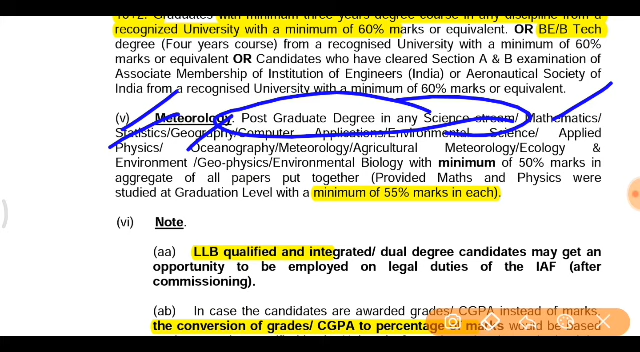 10+2. Graduates with minimum three years degree course in any discipline from a
recognized University with a minimum of 60% marks or equivalent. OR BE/B Tech
degree (Four years course) from a recognised University with a minimum of 60%
marks or equivalent OR Candidates who have cleared Section A & B examination of
Associate Membership of Institution of Engineers (India) or Aeronautical Society of
India from a recognised University with a minimum of 60% marks or equivalent.
(v) Meteorology. Post Graduate Degree in any Science stream/ Mathematics/
Statistics/Geography/Computer Applications/Environmental Science/ Applied
Physics/ Oceanography/Meteorology/Agricultural Meteorology/Ecology &
Environment /Geo-physics/Environmental Biology with minimum of 50% marks in
aggregate of all papers put together (Provided Maths and Physics were
studied at Graduation Level with a minimum of 55% marks in each).
(vi) Note.
(aa) LLB qualified and integrated/ dual degree candidates may get an
opportunity to be employed on legal duties of the IAF (after
commissioning).
(ab) In case the candidates are awarded grades/ CGPA instead of marks,
the conversion of grades/ CGPA to percentage of marks would be based